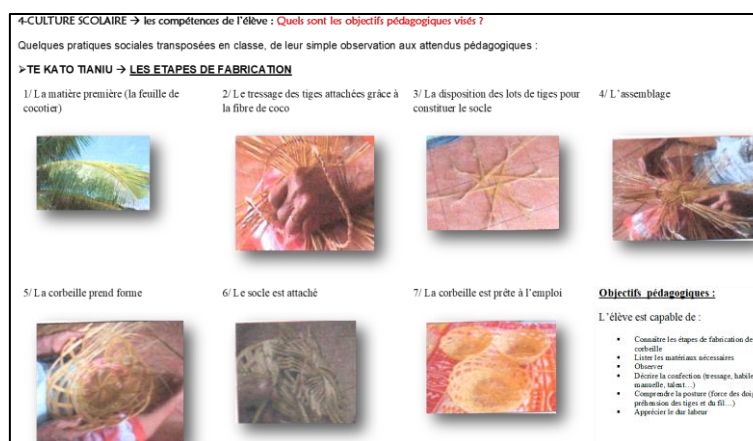 4-CULTURE SCOLAIRE → les compétences de l'élève : Quels sont les objectifs pédagogiques visés ?
Quelques pratiques sociales transposées en classe, de leur simple observation aux attendus pédagogiques :
➢TE KATO TIANIU → LES ETAPES DE FABRICATION
1/ La matière première (la feuille de
cocotier)
2/ Le tressage des tiges attachées grâce à
la fibre de coco
3/ La disposition des lots de tiges pour
constituer le socle
4/ L'assemblage
5/ La corbeille prend forme
6/ Le socle est attaché
7/ La corbeille est prête à l'emploi
Objectifs pédagogiques :
L'élève est capable de :
▪ Connaitre les étapes de fabrication de
corbeille
▪ Lister les matériaux nécessaires
▪ Observer
▪ Décrire la confection (tressage, habile
manuelle, talent…)
▪ Comprendre la posture (force des doig
préhension des tiges et du fil…)
▪ Apprécier le dur labeur